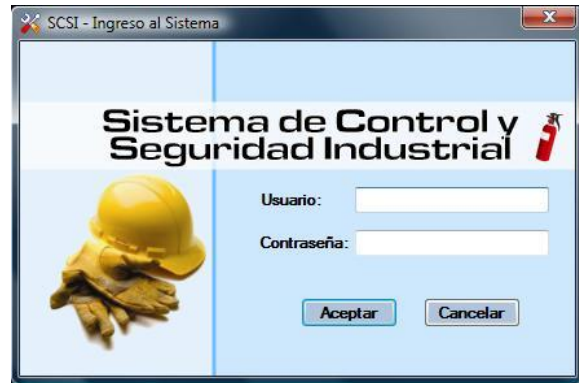 SCSI - Ingreso al Sistema
Sistema de Control y
Seguridad Industrial
Usuario:
Contraseña:
Aceptar Cancelar